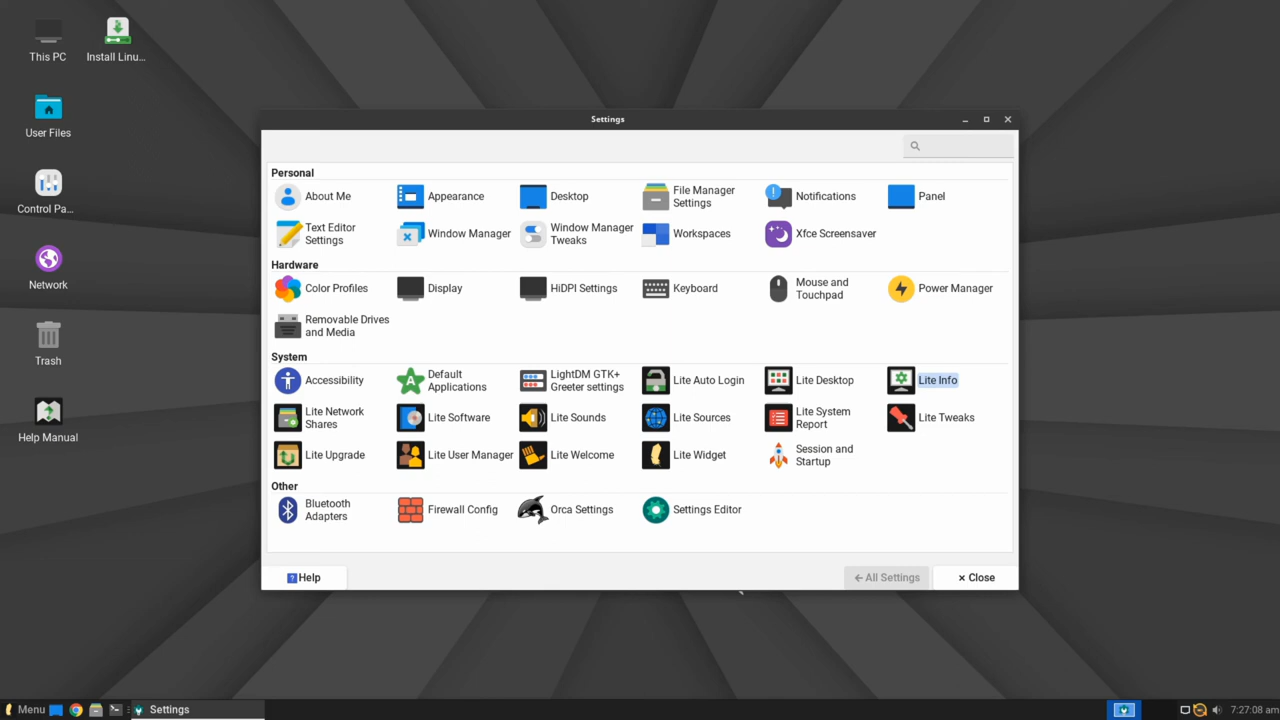 This PC
Install Linu...
User Files
Control Pa...
Network
Trash
Help Manual
Settings
Personal
About Me
Appearance
Desktop
File Manager
Settings
Notifications
Panel
Text Editor
Settings
Window Manager
Window Manager
Tweaks
Workspaces
Xfce Screensaver
Hardware
Color Profiles
Display
HiDPI Settings
Keyboard
Mouse and
Touchpad
Power Manager
Removable Drives
and Media
System
Accessibility
Default
Applications
LightDM GTK+
Greeter settings
Lite Auto Login
Lite Desktop
Lite Info
Lite Network
Shares
Lite Software
Lite Sounds
Lite Sources
Lite System
Report
Lite Tweaks
Lite Upgrade
Lite User Manager
Lite Welcome
Lite Widget
Session and
Startup
Other
Bluetooth
Adapters
Firewall Config
Orca Settings
Settings Editor
Help
All Settings
Close
Menu
Settings
7:27:08 am